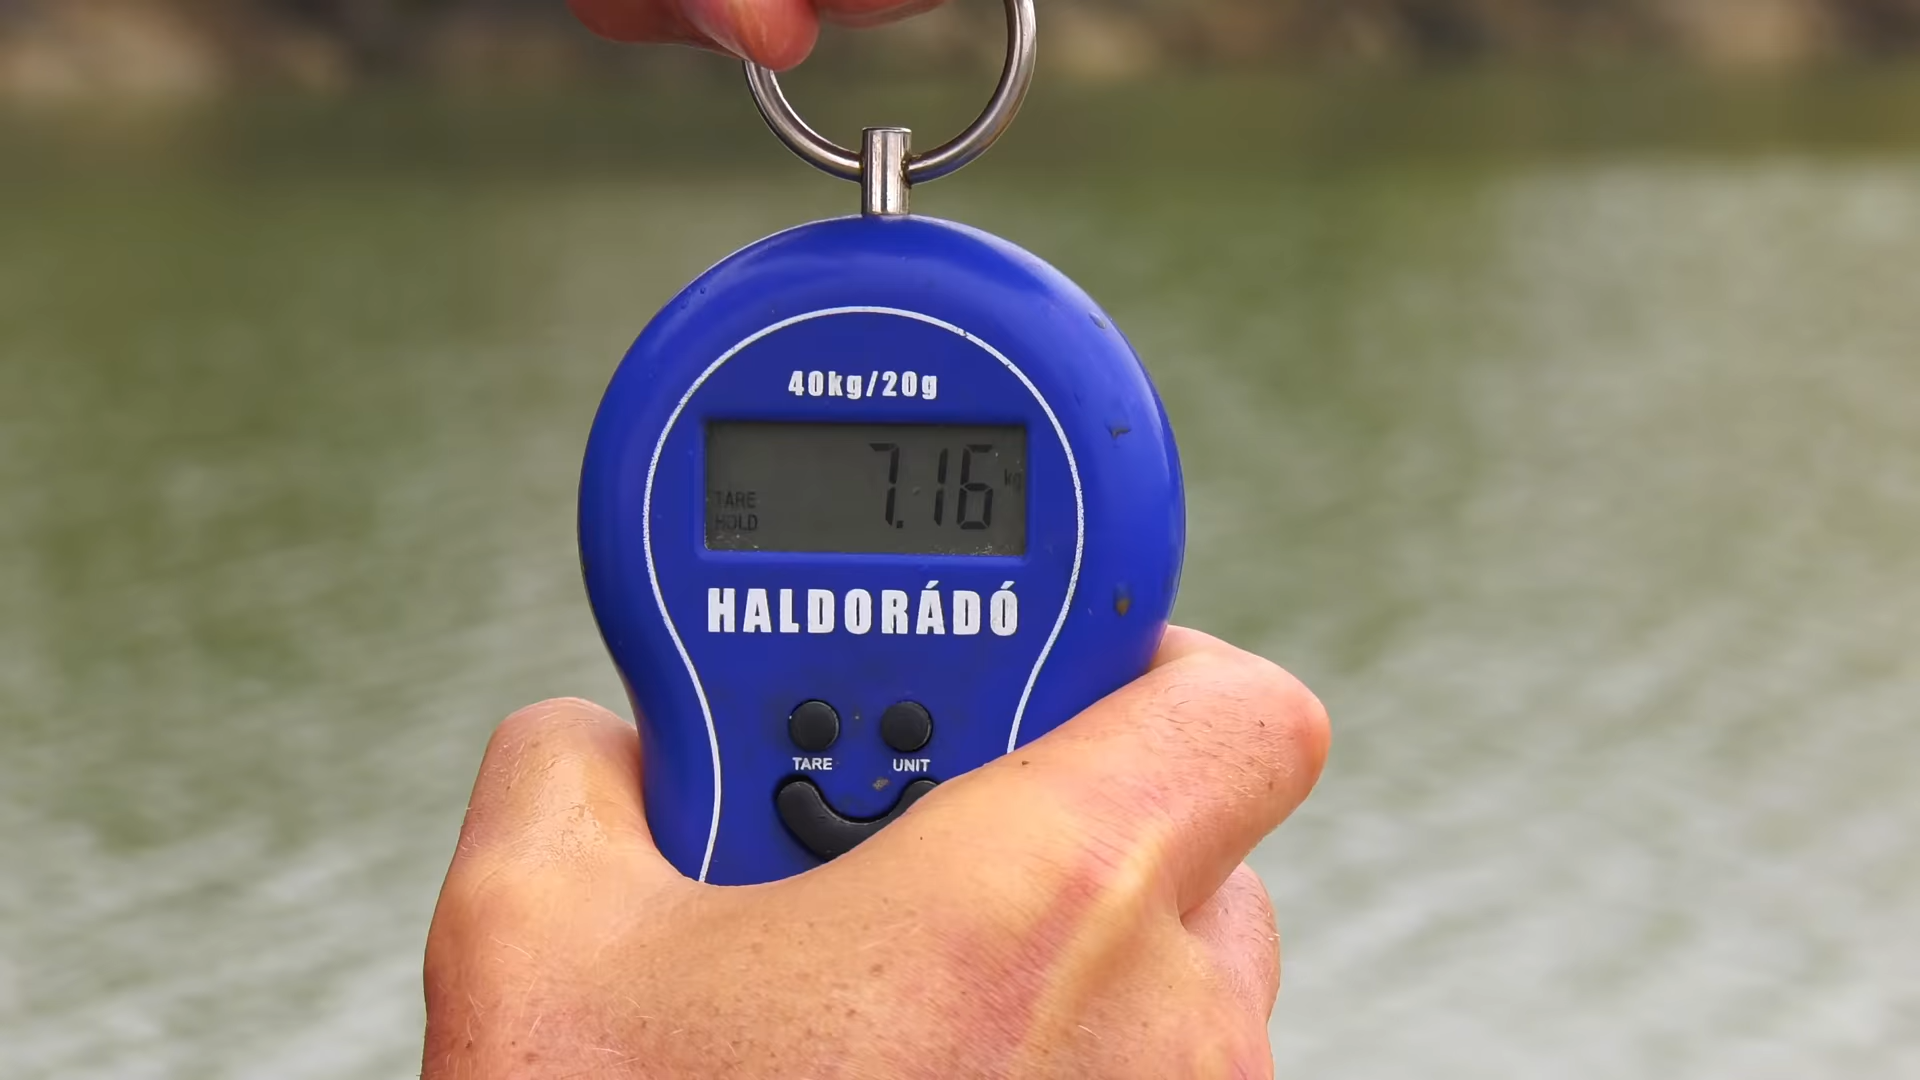 40kg/20g
7.16 kg
TARE
HOLD
HALDORÁDÓ
TARE UNIT